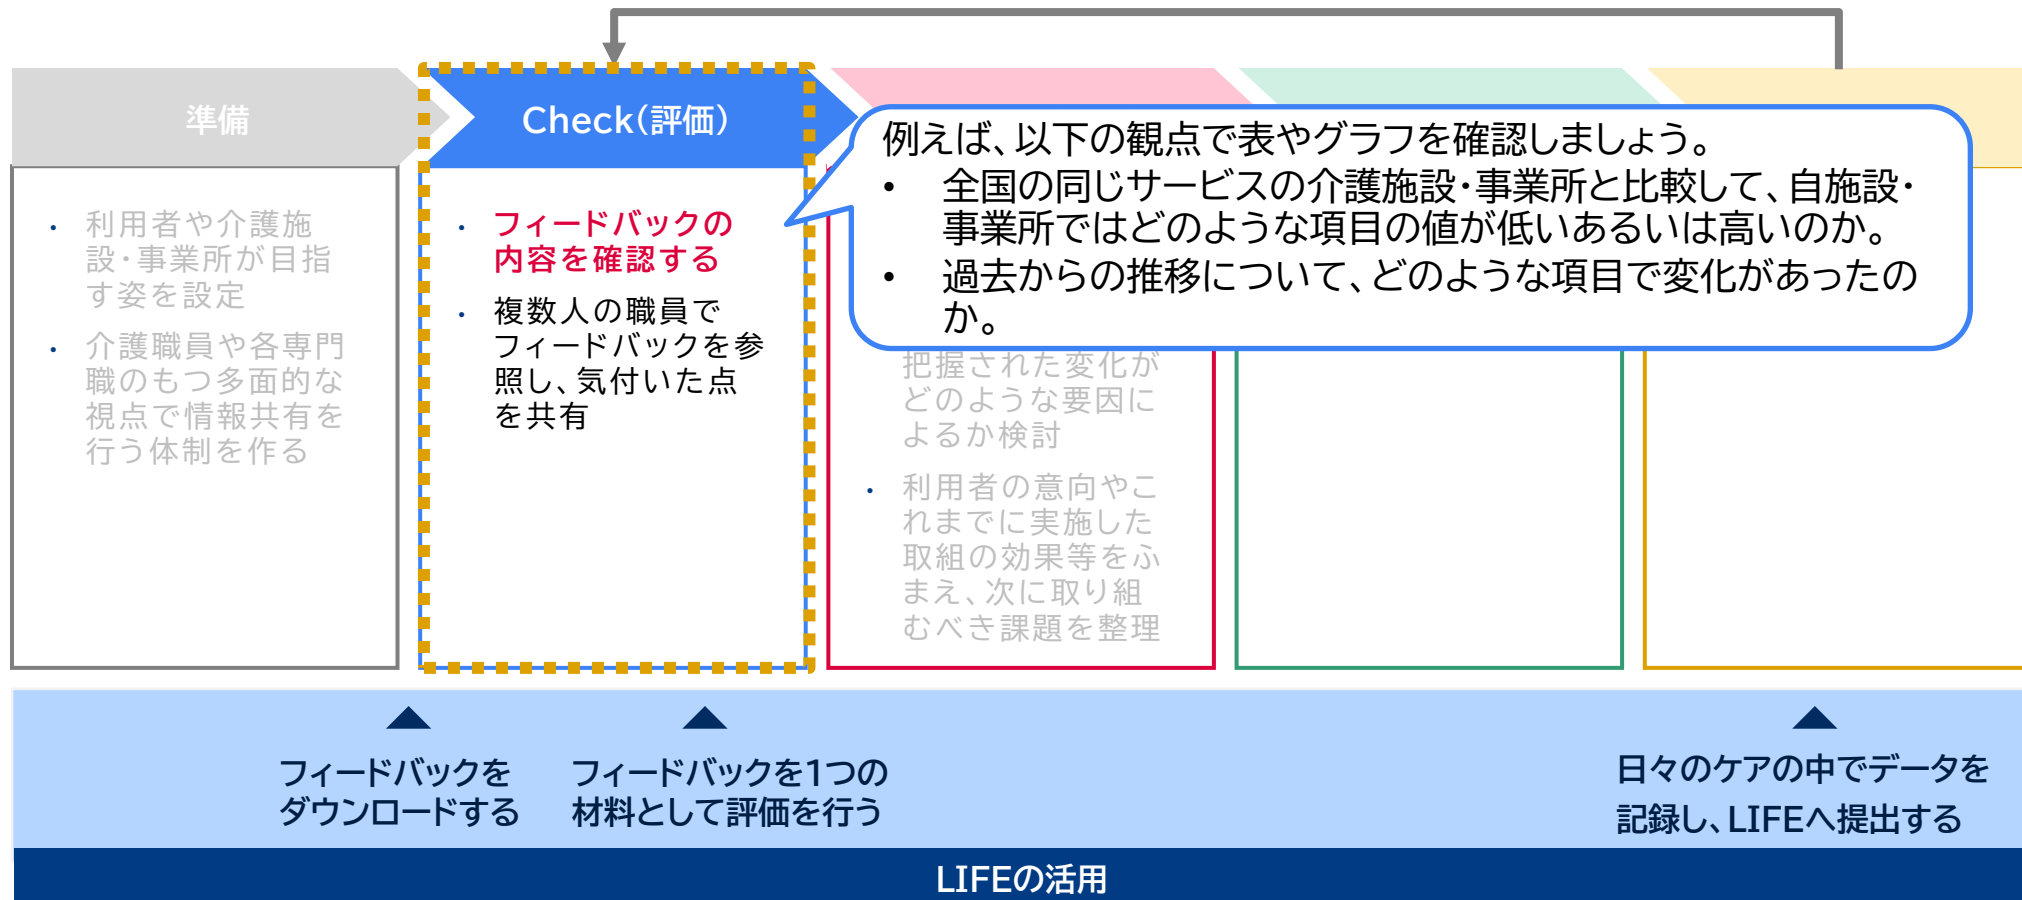 準備
・利用者や介護施
設・事業所が目指
す姿を設定
・介護職員や各専門
職のもつ多面的な
視点で情報共有を
行う体制を作る
Check(評価)
・フィードバックの
内容を確認する
・複数人の職員で
フィードバックを参
照し、気付いた点
を共有
例えば、以下の観点で表やグラフを確認しましょう。
• 全国の同じサービスの介護施設・事業所と比較して、自施設・
事業所ではどのような項目の値が低いあるいは高いのか。
• 過去からの推移について、どのような項目で変化があったの
か。
把握された変化が
どのような要因に
よるか検討
・利用者の意向やこ
れまでに実施した
取組の効果等をふ
まえ、次に取り組
むべき課題を整理
フィードバックを
ダウンロードする
フィードバックを1つの
材料として評価を行う
日々のケアの中でデータを
記録し、LIFEへ提出する
LIFEの活用